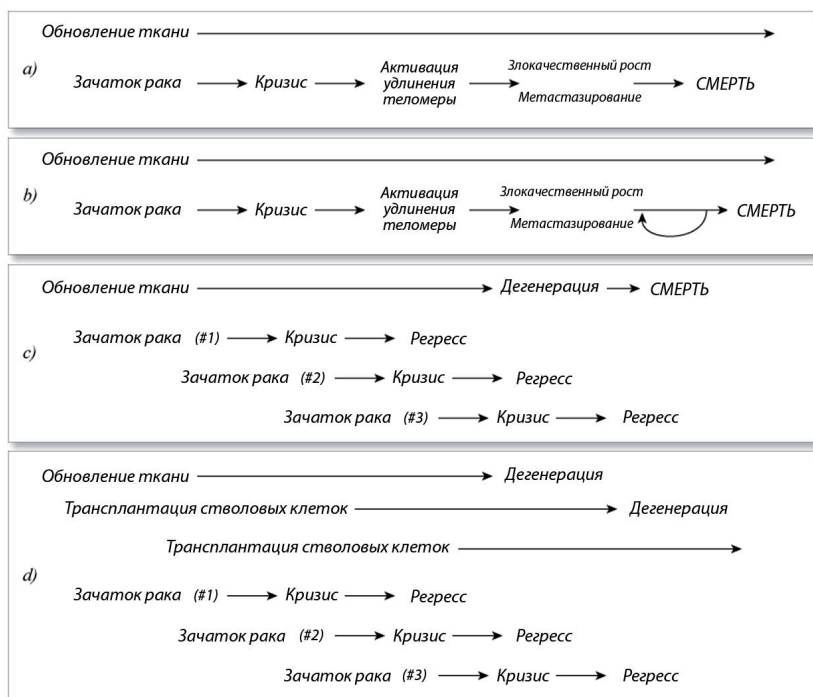 Обновление ткани
a)
Зачаток рака Кризис Активация удлинения теломеры Злокачественный рост Метастазирование СМЕРТЬ
Обновление ткани
b)
Зачаток рака Кризис Активация удлинения теломеры Злокачественный рост Метастазирование СМЕРТЬ
Обновление ткани Дегенерация СМЕРТЬ
c)
Зачаток рака (#1) Кризис Регресс
Зачаток рака (#2) Кризис Регресс
Зачаток рака (#3) Кризис Регресс
Обновление ткани Дегенерация
Трансплантация стволовых клеток Дегенерация
Трансплантация стволовых клеток
d)
Зачаток рака (#1) Кризис Регресс
Зачаток рака (#2) Кризис Регресс
Зачаток рака (#3) Кризис Регресс